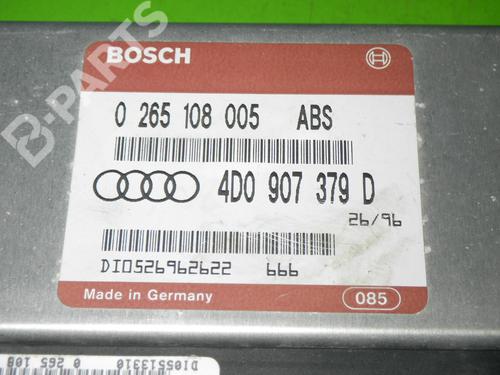 BOSCH
0 265 108 005 ABS
4D0 907 379 D
26/96
DI0526962622 666
Made in Germany 085
DI05513310 0 265 108
B-PARTS